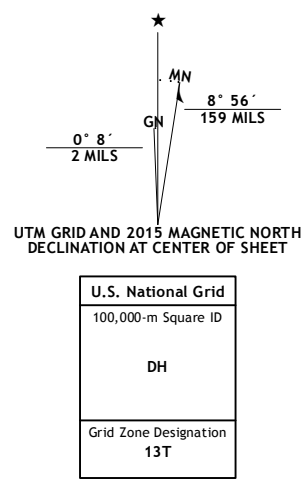 ★
MN
8° 56´
159 MILS
GN
0° 8´
2 MILS
UTM GRID AND 2015 MAGNETIC NORTH
DECLINATION AT CENTER OF SHEET
U.S. National Grid
100,000-m Square ID
DH
Grid Zone Designation
13T